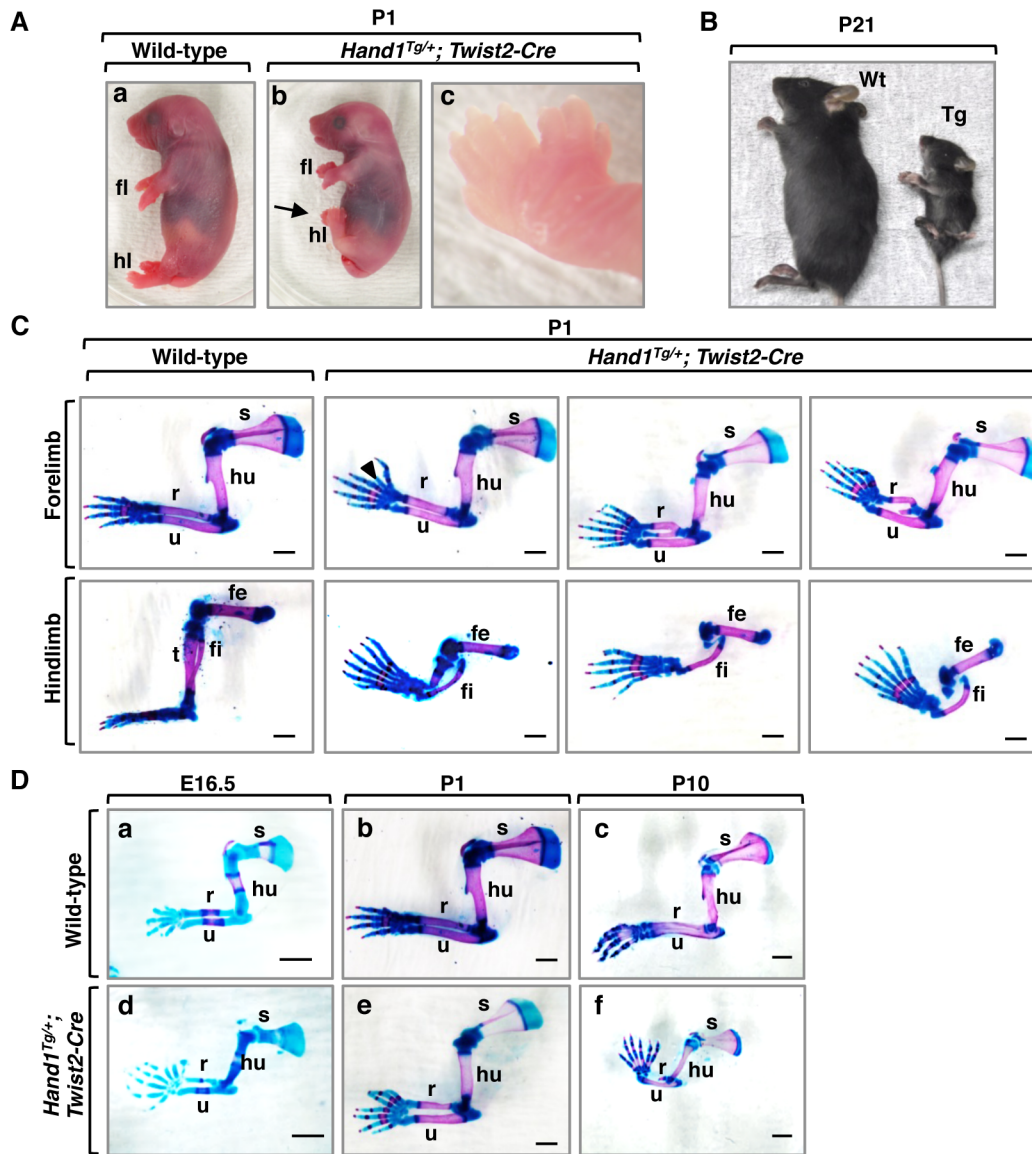 A
P1
Wild-type
Hand1Tg/+; Twist2-Cre
a
fl
hl
b
fl
hl
c
B
P21
Wt
Tg
C
P1
Wild-type
Hand1Tg/+; Twist2-Cre
Forelimb
s
hu
r
u
s
hu
r
u
s
hu
r
u
s
hu
r
u
Hindlimb
fe
t fi
fe
fi
fe
fi
fe
fi
D
E16.5
P1
P10
Wild-type
a
s
hu
r
u
b
s
hu
r
u
c
s
hu
r
u
Hand1Tg/+;
Twist2-Cre
d
s
hu
r
u
e
s
hu
r
u
f
s
hu
r
u